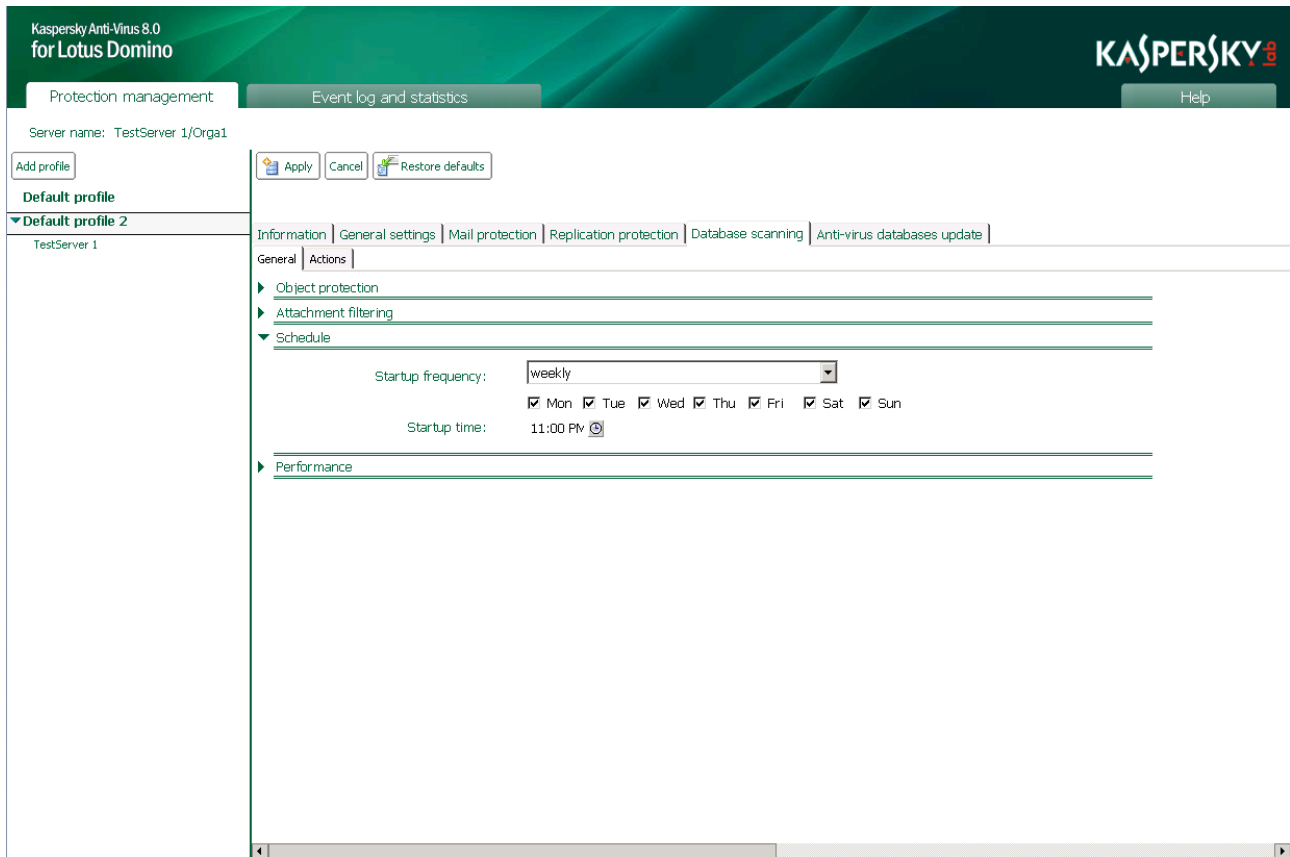 Kaspersky Anti-Virus 8.0
for Lotus Domino
KASPERSKY lab
Protection management
Event log and statistics
Help
Server name: TestServer 1/Orga1
Add profile
Apply
Cancel
Restore defaults
Default profile
Default profile 2
TestServer 1
Information
General settings
Mail protection
Replication protection
Database scanning
Anti-virus databases update
General
Actions
Object protection
Attachment filtering
Schedule
Startup frequency: weekly
Mon Tue Wed Thu Fri Sat Sun
Startup time: 11:00 PM
Performance